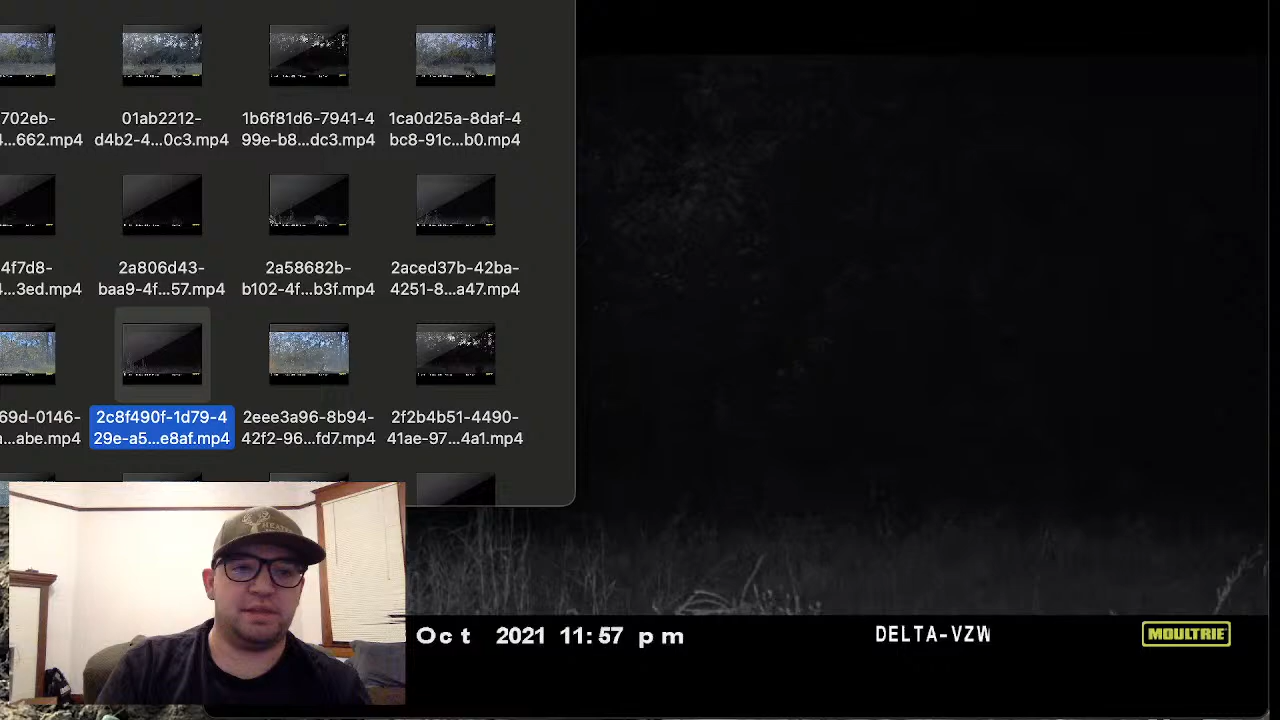 702eb-
4...662.mp4
01ab2212-
d4b2-4...0c3.mp4
1b6f81d6-7941-4
99e-b8...dc3.mp4
1ca0d25a-8daf-4
bc8-91c...b0.mp4
4f7d8-
...3ed.mp4
2a806d43-
baa9-4f...57.mp4
2a58682b-
b102-4f...b3f.mp4
2aced37b-42ba-
4251-8...a47.mp4
69d-0146-
...abe.mp4
2c8f490f-1d79-4
29e-a5...e8af.mp4
2eee3a96-8b94-
42f2-96...fd7.mp4
2f2b4b51-4490-
41ae-97...4a1.mp4
Oct 2021 11:57 pm
DELTA-VZW
MOULTRIE